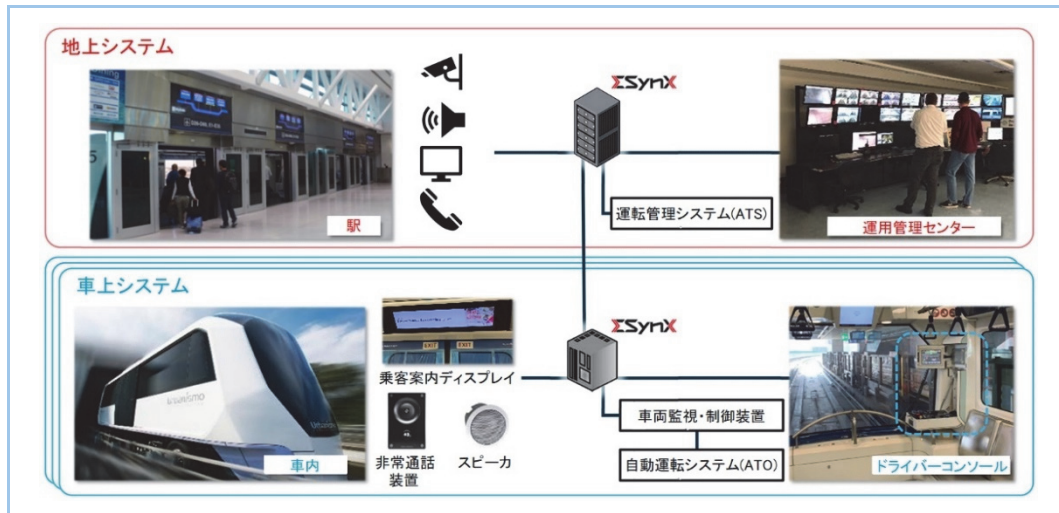 地上システム
ΣSynX
駅
運転管理システム(ATS)
運用管理センター
車上システム
ΣSynX
EXIT EXIT
乗客案内ディスプレイ
車両監視・制御装置
非常通話
装置
スピーカ
車内
自動運転システム(ATO)
ドライバーコンソール